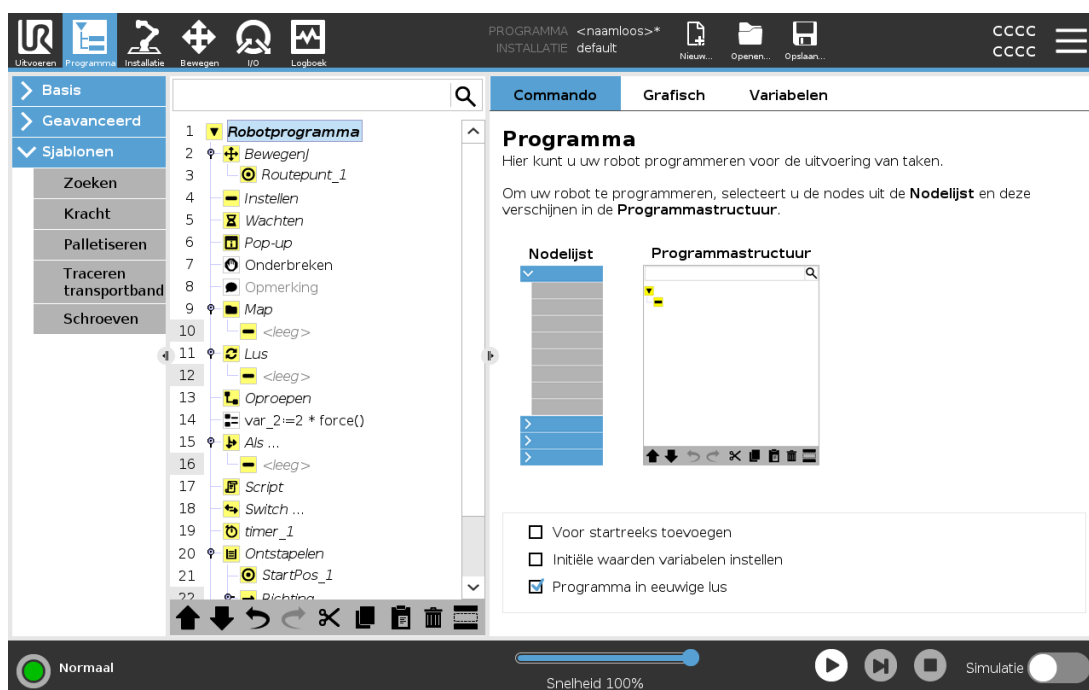 PROGRAMMA <naamloos>*
INSTALLATIE default
CCCC
CCCC
Uitvoeren Programma Installatie Bewegen I/O Logboek Nieuw... Openen... Opslaan...
Basis
Geavanceerd
Sjablonen
Zoeken
Kracht
Palletiseren
Traceren
transportband
Schroeven
1 Robotprogramma
2 BewegenJ
3 Routepunt_1
4 Instellen
5 Wachten
6 Pop-up
7 Onderbreken
8 Opmerking
9 Map
10 <leeg>
11 Lus
12 <leeg>
13 Oproepen
14 var_2:=2 * force()
15 Als ...
16 <leeg>
17 Script
18 Switch ...
19 timer_1
20 Ontstapelen
21 StartPos_1
22 Richting
Commando Grafisch Variabelen
Programma
Hier kunt u uw robot programmeren voor de uitvoering van taken.
Om uw robot te programmeren, selecteert u de nodes uit de Nodelijst en deze
verschijnen in de Programmastructuur.
Nodelijst Programmastructuur
Voor startreeks toevoegen
Initiële waarden variabelen instellen
Programma in eeuwige lus
Normaal
Snelheid 100%
Simulatie